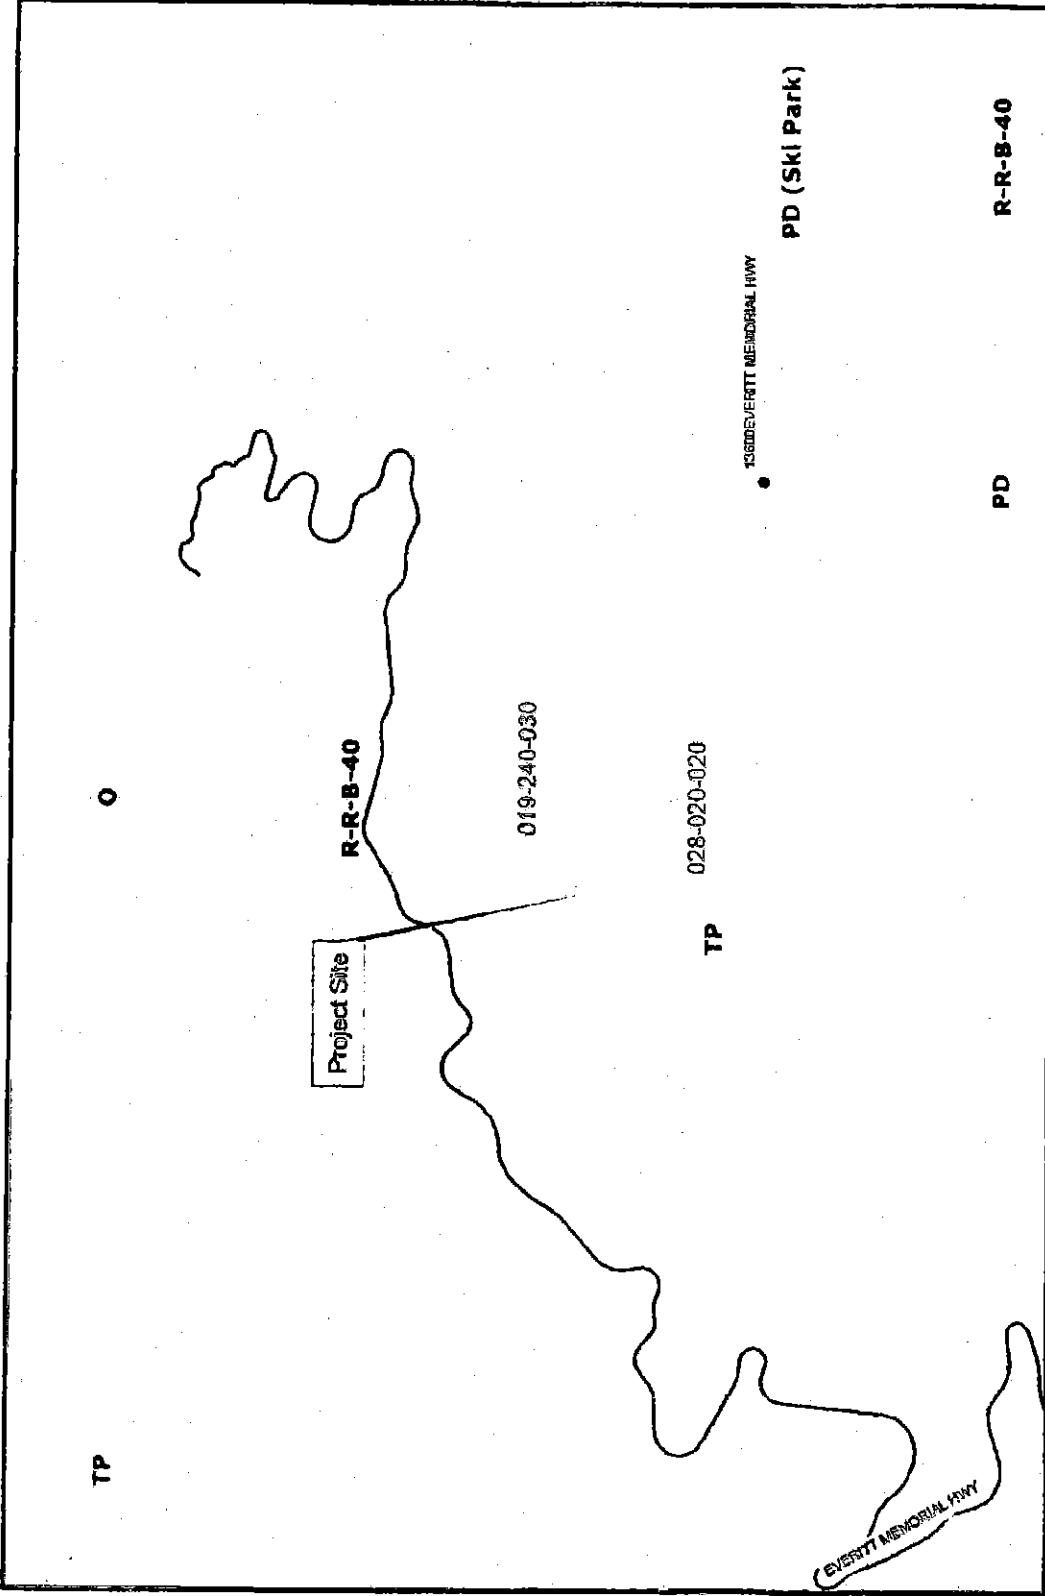 TP
O
R-R-B-40
Project Site
019-240-030
028-020-020
TP
13600 EVERITT MEMORIAL HWY
PD (Ski Park)
EVERITT MEMORIAL HWY
PD
R-R-B-40